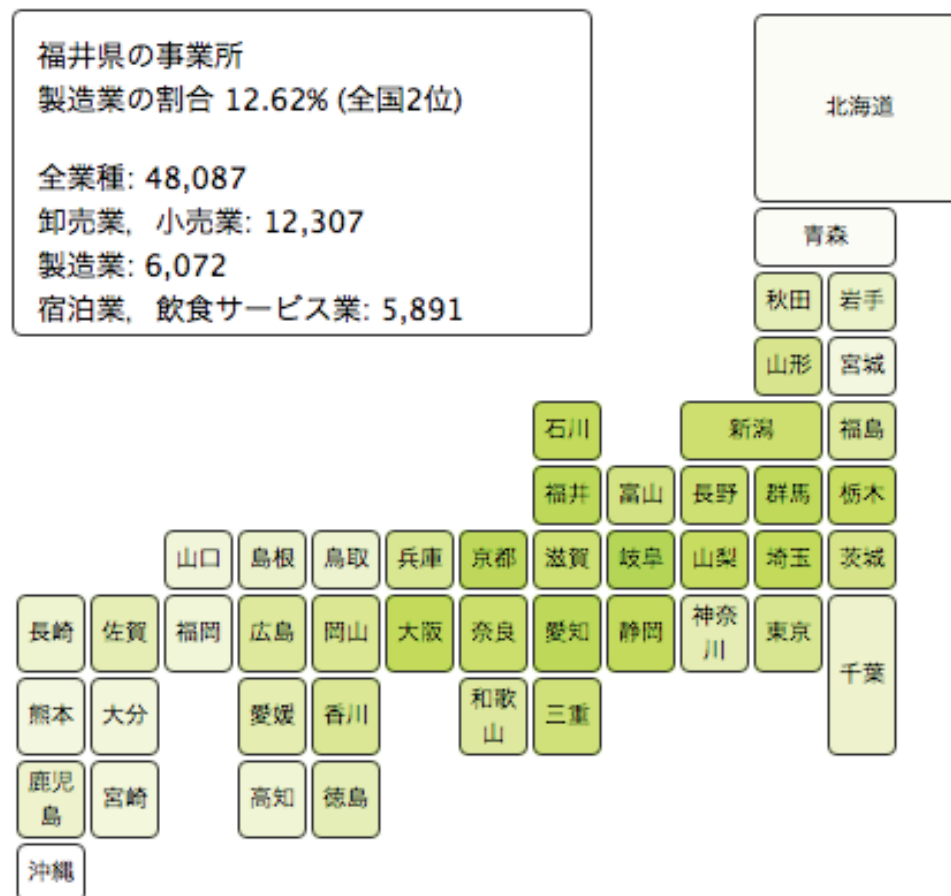 福井県の事業所
製造業の割合 12.62% (全国2位)
全業種: 48,087
卸売業, 小売業: 12,307
製造業: 6,072
宿泊業, 飲食サービス業: 5,891
北海道
青森
秋田
岩手
山形
宮城
石川
新潟
福島
福井
富山
長野
群馬
栃木
山口
島根
鳥取
兵庫
京都
滋賀
岐阜
山梨
埼玉
茨城
長崎
佐賀
福岡
広島
岡山
大阪
奈良
愛知
静岡
神奈
川
東京
千葉
熊本
大分
愛媛
香川
和歌
山
三重
鹿児
島
宮崎
高知
徳島
沖縄